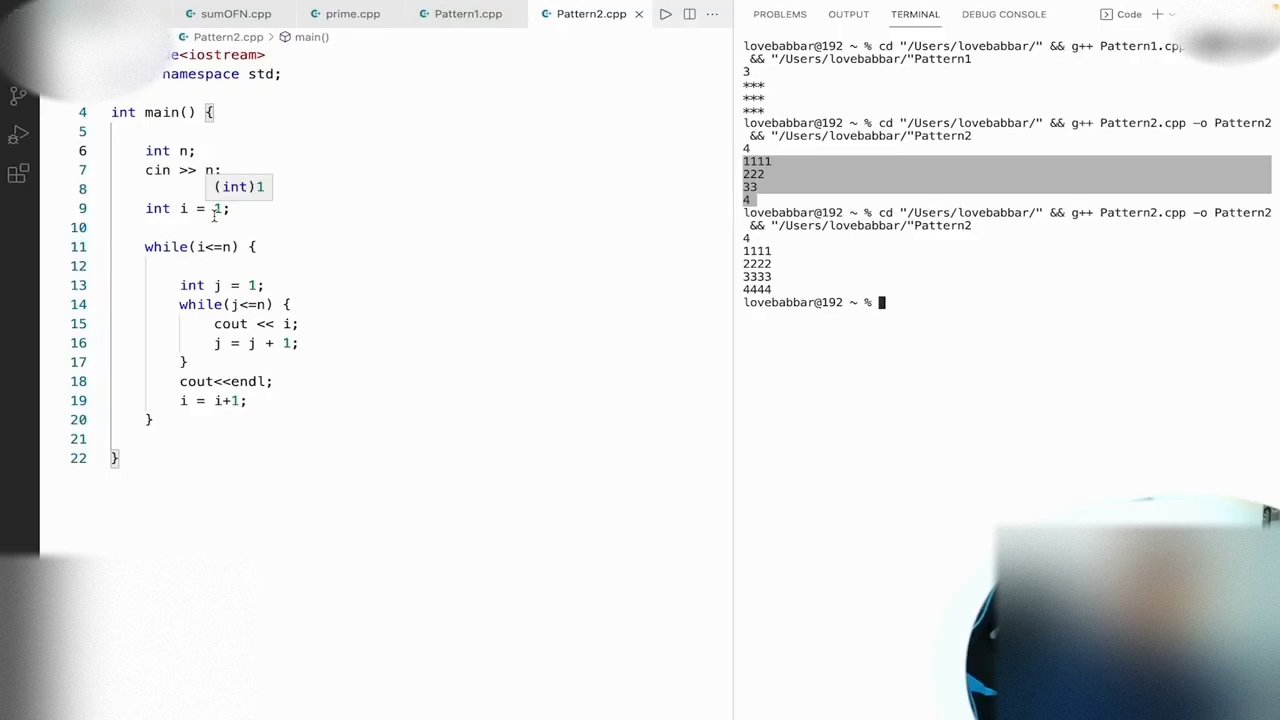 sumOFN.cpp
prime.cpp
Pattern1.cpp
Pattern2.cpp
Pattern2.cpp > main()
<iostream>
namespace std;
4 int main() {
5
6 int n;
7 cin >> n;
(int)1
8
9 int i = 1;
10
11 while(i<=n) {
12
13 int j = 1;
14 while(j<=n) {
15 cout << i;
16 j = j + 1;
17 }
18 cout<<endl;
19 i = i+1;
20 }
21
22 }
PROBLEMS OUTPUT TERMINAL DEBUG CONSOLE Code
lovebabbar@192 ~ % cd "/Users/lovebabbar/" && g++ Pattern1.cpp
&& "/Users/lovebabbar/"Pattern1
3
***
***
***
lovebabbar@192 ~ % cd "/Users/lovebabbar/" && g++ Pattern2.cpp -o Pattern2
&& "/Users/lovebabbar/"Pattern2
4
1111
222
33
4
lovebabbar@192 ~ % cd "/Users/lovebabbar/" && g++ Pattern2.cpp -o Pattern2
&& "/Users/lovebabbar/"Pattern2
4
1111
2222
3333
4444
lovebabbar@192 ~ %